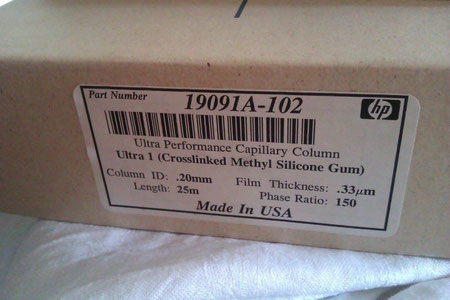 Part Number 19091A-102 hp
Ultra Performance Capillary Column
Ultra 1 (Crosslinked Methyl Silicone Gum)
Column ID: .20mm Film Thickness: .33µm
Length: 25m Phase Ratio: 150
Made In USA